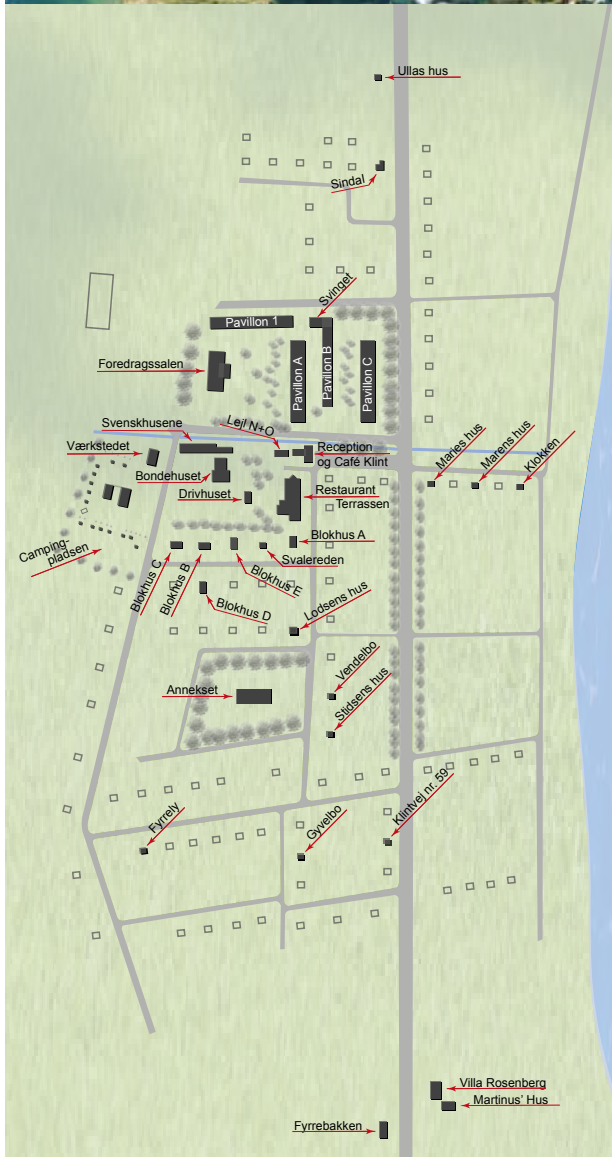 Ullas hus
Sindal
Svinget
Pavillon 1
Pavillon A
Pavillon B
Pavillon C
Foredragssalen
Svenskhusene
Lejl N+O
Værkstedet
Reception
og Café Klint
Maries hus
Marens hus
Klokken
Bondehuset
Drivhuset
Restaurant
Terrassen
Camping-
pladsen
Blokhus A
Blokhus C
Blokhus B
Blokhus E
Svalereden
Blokhus D
Lodsens hus
Annekset
Vendelbo
Stidsens hus
Fyrrely
Gyvelbo
Klintvej nr. 59
Villa Rosenberg
Martinus' Hus
Fyrrebakken